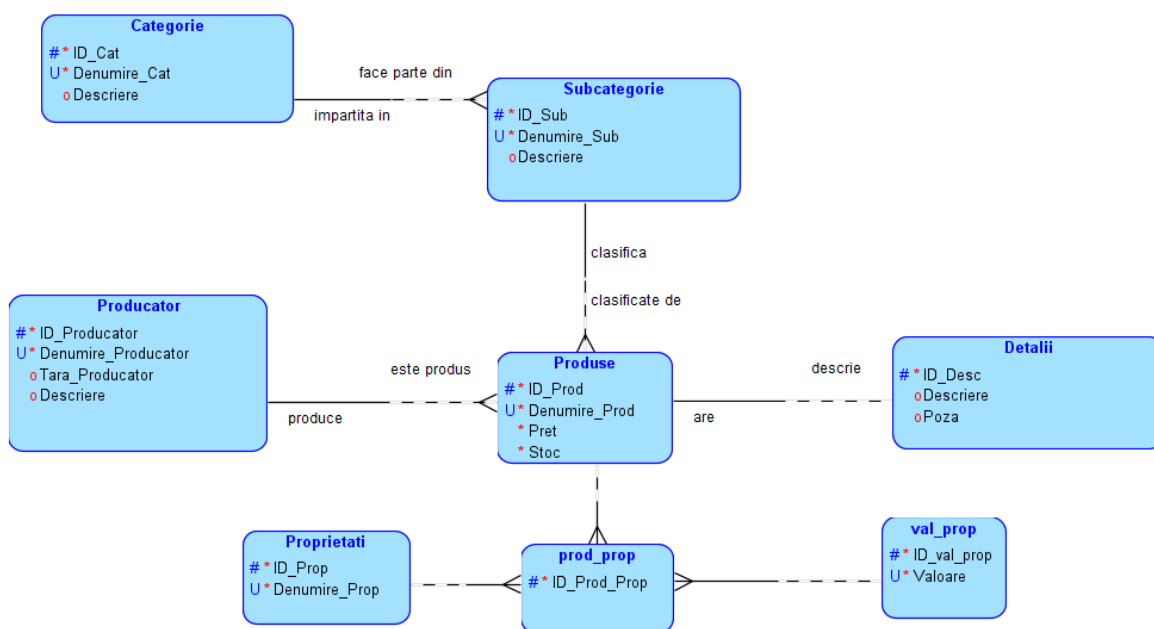 Categorie
# * ID_Cat
U * Denumire_Cat
o Descriere
face parte din
impartita in
Subcategorie
# * ID_Sub
U * Denumire_Sub
o Descriere
clasifica
clasificate de
Producator
# * ID_Producator
U * Denumire_Producator
o Tara_Producator
o Descriere
este produs
produce
Produse
# * ID_Prod
U * Denumire_Prod
* Pret
* Stoc
descrie
are
Detalii
# * ID_Desc
o Descriere
o Poza
Proprietati
# * ID_Prop
U * Denumire_Prop
prod_prop
# * ID_Prod_Prop
val_prop
# * ID_val_prop
U * Valoare